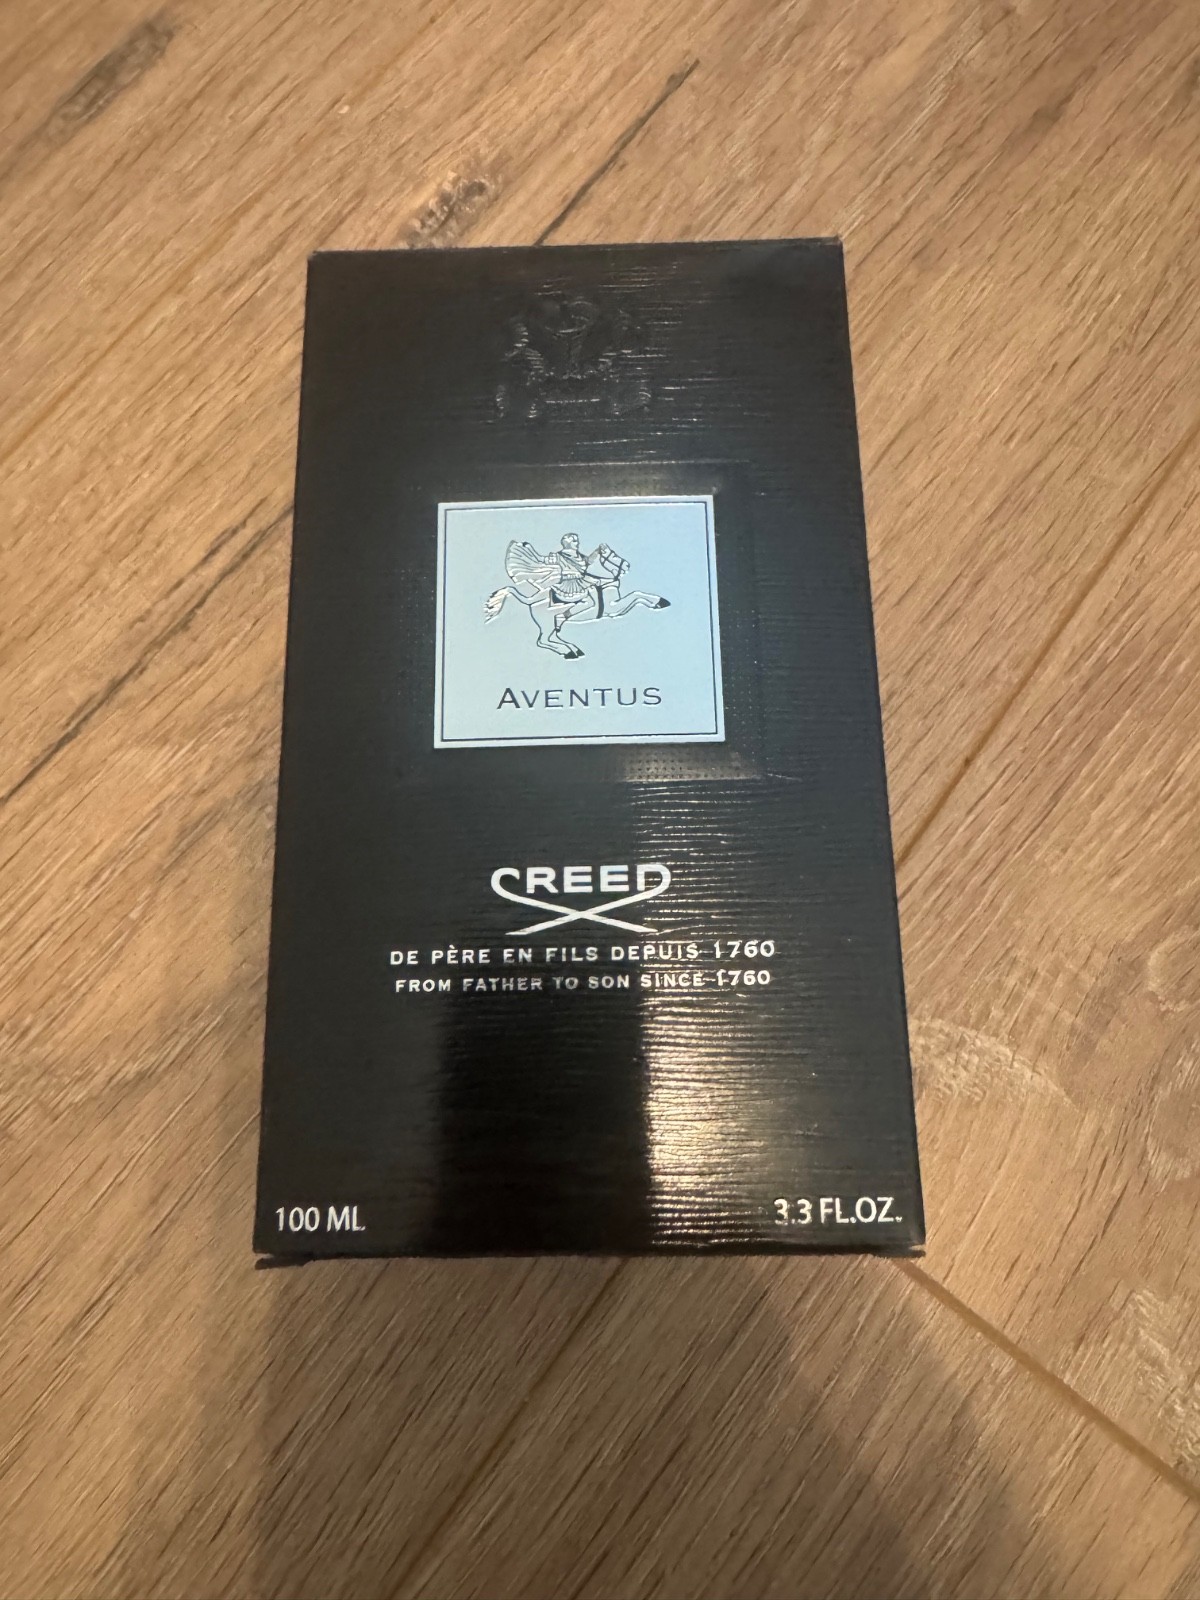 AVENTUS
CREED
DE PÈRE EN FILS DEPUIS 1760
FROM FATHER TO SON SINCE 1760
100 ML
3.3 FL.OZ.